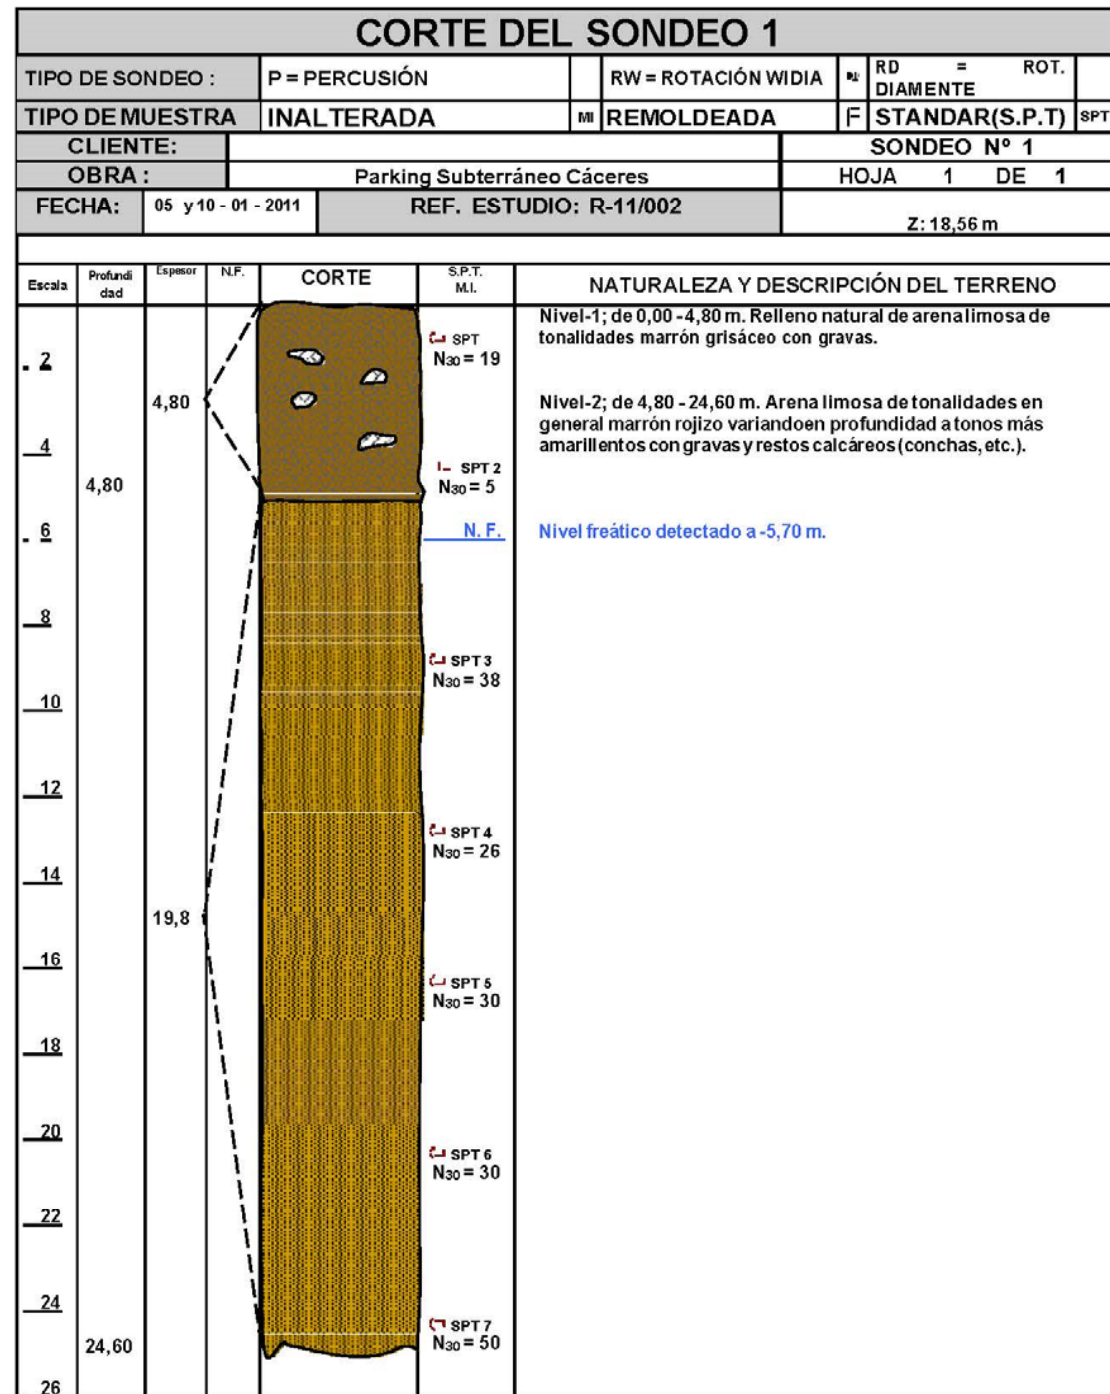 CORTE DEL SONDEO 1
TIPO DE SONDEO : P = PERCUSIÓN RW = ROTACIÓN WIDIA RD = ROT. DIAMENTE
TIPO DE MUESTRA INALTERADA MI REMOLDEADA F STANDAR(S.P.T) SPT
CLIENTE: SONDEO Nº 1
OBRA : Parking Subterráneo Cáceres HOJA 1 DE 1
FECHA: 05 y 10 - 01 - 2011 REF. ESTUDIO: R-11/002 Z: 18,56 m
Escala Profundi dad Espesor N.F. CORTE S.P.T. M.I. NATURALEZA Y DESCRIPCIÓN DEL TERRENO
Nivel-1; de 0,00 - 4,80 m. Relleno natural de arena limosa de
tonalidades marrón grisáceo con gravas.
SPT
N30 = 19
2
4,80
Nivel-2; de 4,80 - 24,60 m. Arena limosa de tonalidades en
general marrón rojizo variandoen profundidad a tonos más
amarillentos con gravas y restos calcáreos (conchas, etc.).
4
SPT 2
N30 = 5
4,80
6
N. F. Nivel freático detectado a -5,70 m.
8
SPT 3
N30 = 38
10
12
SPT 4
N30 = 26
14
19,8
16
SPT 5
N30 = 30
18
20
SPT 6
N30 = 30
22
24
SPT 7
N30 = 50
24,60
26